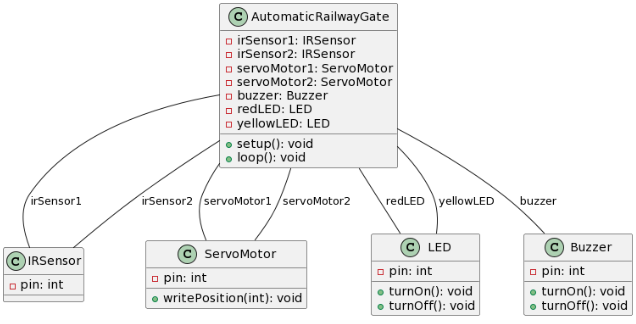 C AutomaticRailwayGate
irSensor1: IRSensor
irSensor2: IRSensor
servoMotor1: ServoMotor
servoMotor2: ServoMotor
buzzer: Buzzer
redLED: LED
yellowLED: LED
setup(): void
loop(): void
irSensor1
irSensor2
servoMotor1
servoMotor2
redLED
yellowLED
buzzer
C IRSensor
pin: int
C ServoMotor
pin: int
writePosition(int): void
C LED
pin: int
turnOn(): void
turnOff(): void
C Buzzer
pin: int
turnOn(): void
turnOff(): void